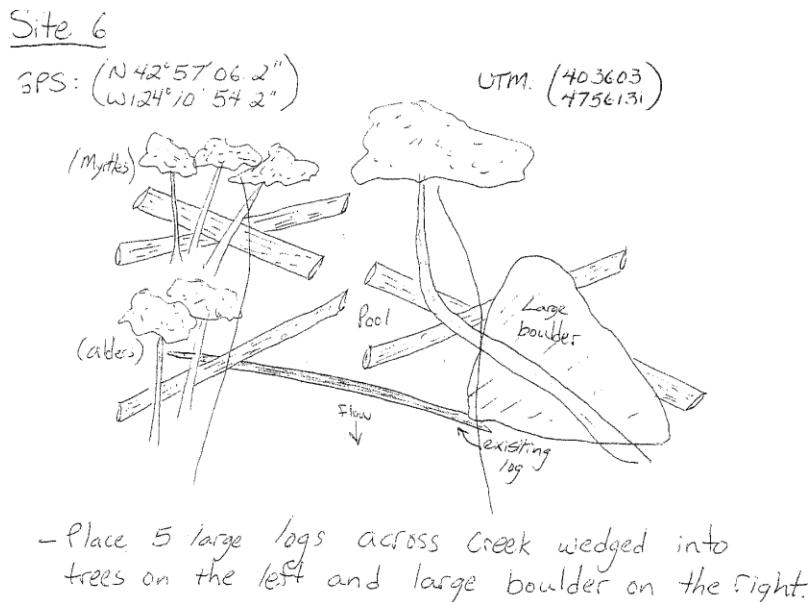 Site 6
GPS: (N 42° 57' 06.2"
W 124° 10' 54.2")
UTM: (403603
4756131)
(Myrtles)
Large
boulder
Pool
(alders)
Flow
exisiting
log
- Place 5 large logs across creek wedged into
trees on the left and large boulder on the right.